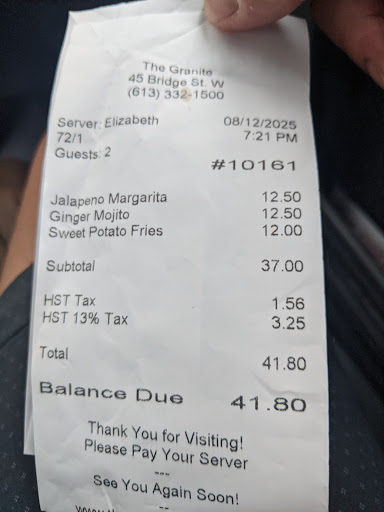 The Granite
45 Bridge St. W
(613) 332-1500
Server: Elizabeth 08/12/2025
72/1 7:21 PM
Guests: 2
#10161
Jalapeno Margarita 12.50
Ginger Mojito 12.50
Sweet Potato Fries 12.00
Subtotal 37.00
HST Tax 1.56
HST 13% Tax 3.25
Total 41.80
Balance Due 41.80
Thank You for Visiting!
Please Pay Your Server
---
See You Again Soon!
---